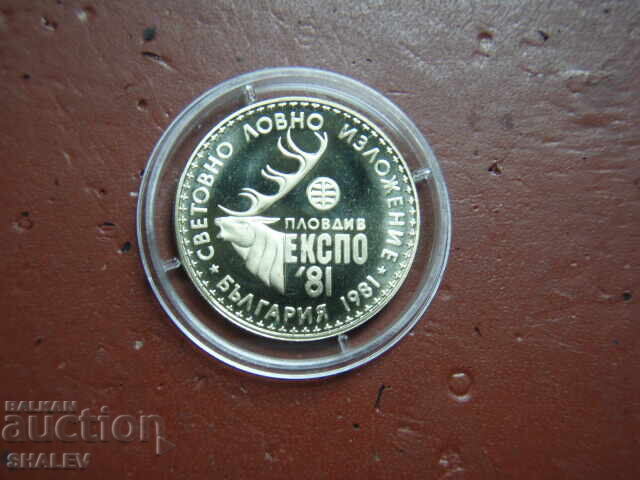 СВЕТОВНО ЛОВНО ИЗЛОЖЕНИЕ
ПЛОВДИВ
ЕКСПО
'81
★ БЪЛГАРИЯ 1981 ★
BALKAN
auction
SHALEV